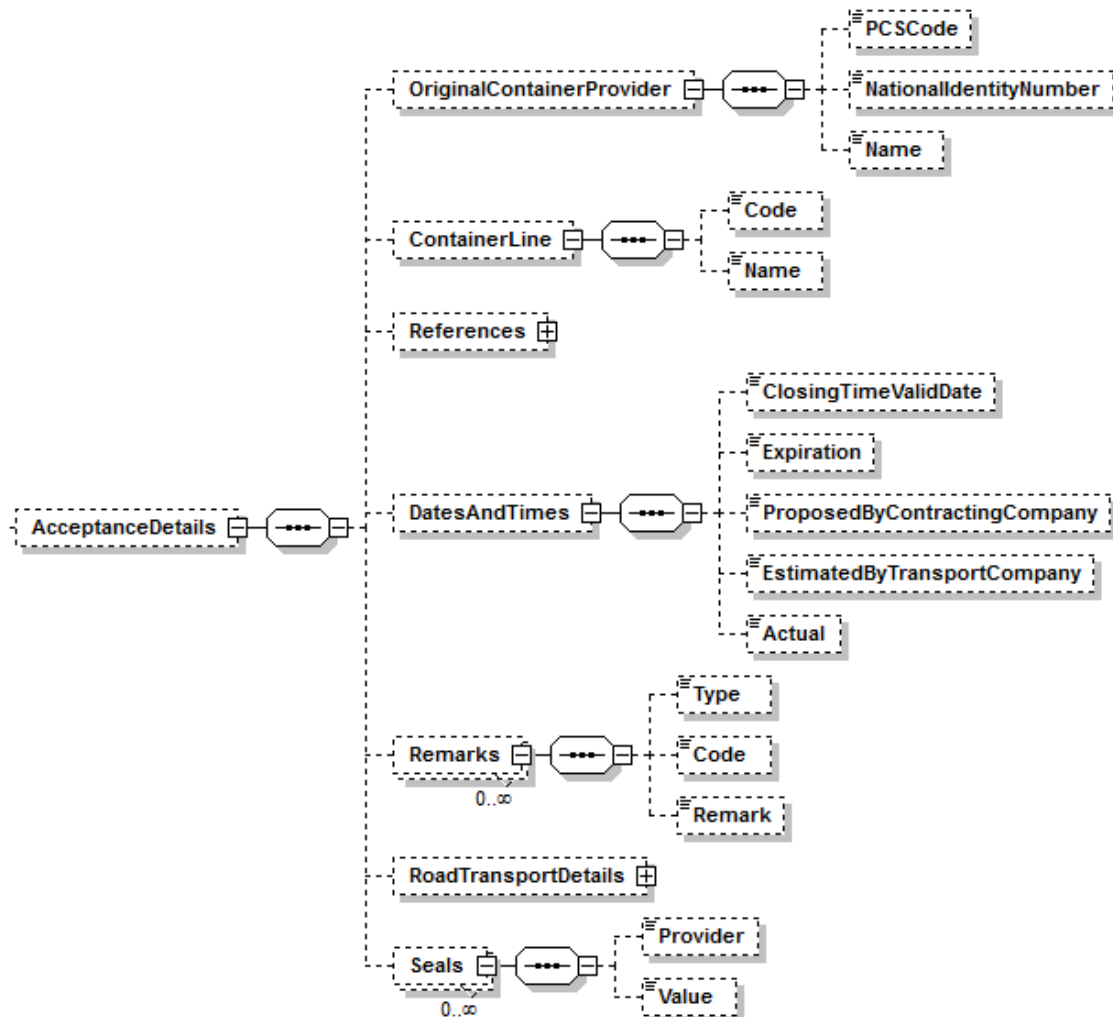 AcceptanceDetails
OriginalContainerProvider
PCSCode
NationalIdentityNumber
Name
ContainerLine
Code
Name
References
DatesAndTimes
ClosingTimeValidDate
Expiration
ProposedByContractingCompany
EstimatedByTransportCompany
Actual
Remarks
0..∞
Type
Code
Remark
RoadTransportDetails
Seals
0..∞
Provider
Value